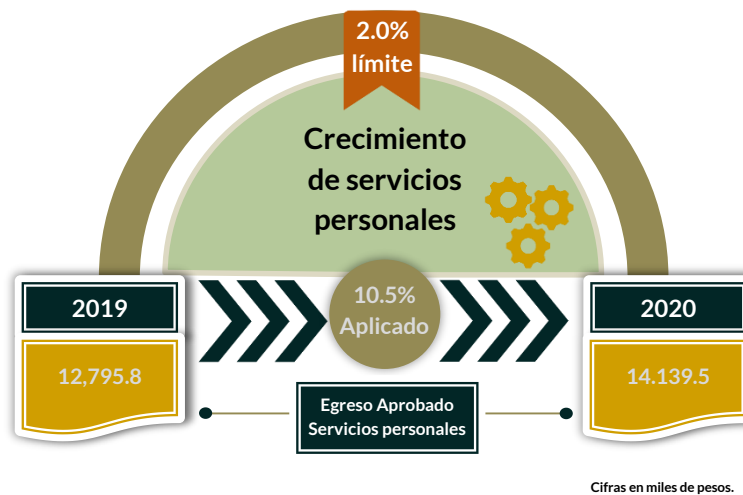 2.0%
límite
Crecimiento
de servicios
personales
2019
10.5%
Aplicado
2020
12,795.8
14.139.5
Egreso Aprobado
Servicios personales
Cifras en miles de pesos.